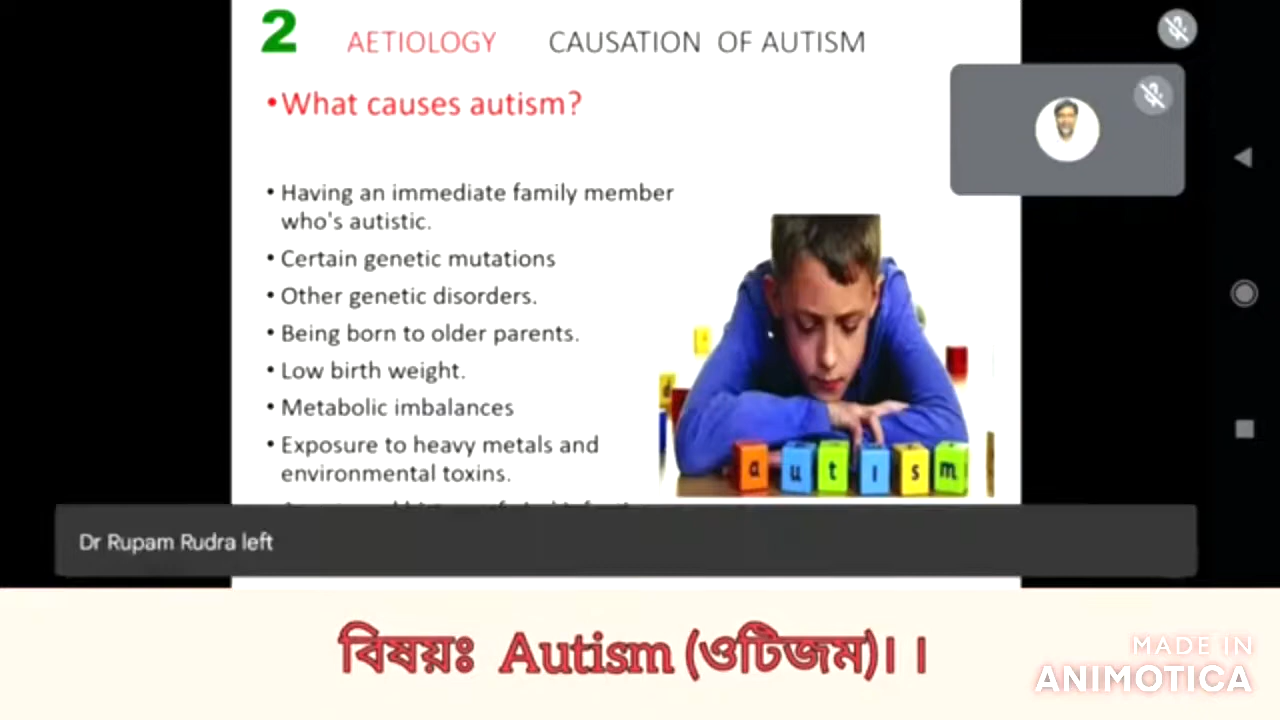 2 AETIOLOGY CAUSATION OF AUTISM
•What causes autism?
• Having an immediate family member
who's autistic.
• Certain genetic mutations
• Other genetic disorders.
• Being born to older parents.
• Low birth weight.
• Metabolic imbalances
• Exposure to heavy metals and
environmental toxins.
a u t i s m
Dr Rupam Rudra left
বিষয়ঃ Autism (ওটিজম)।।
MADE IN
ANIMOTICA